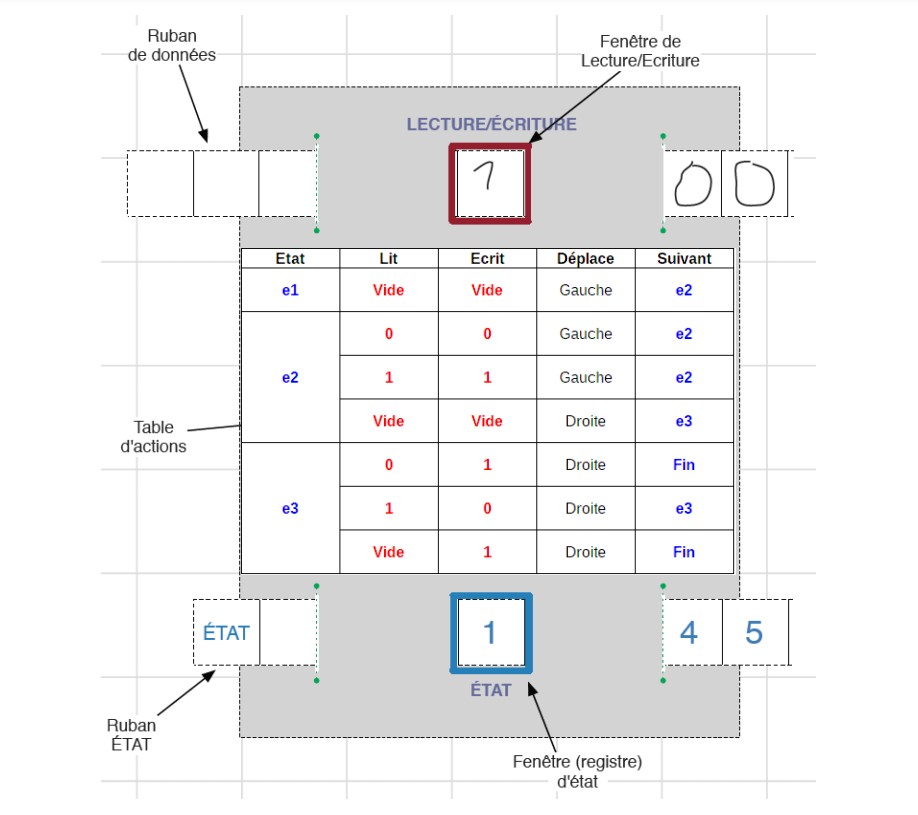 Ruban
de données
Fenêtre de
Lecture/Ecriture
LECTURE/ÉCRITURE
1 0 0
Etat Lit Ecrit Déplace Suivant
e1 Vide Vide Gauche e2
0 0 Gauche e2
e2 1 1 Gauche e2
Vide Vide Droite e3
Table
d'actions
0 1 Droite Fin
e3 1 0 Droite e3
Vide 1 Droite Fin
ÉTAT 1 4 5
ÉTAT
Ruban
ÉTAT
Fenêtre (registre)
d'état